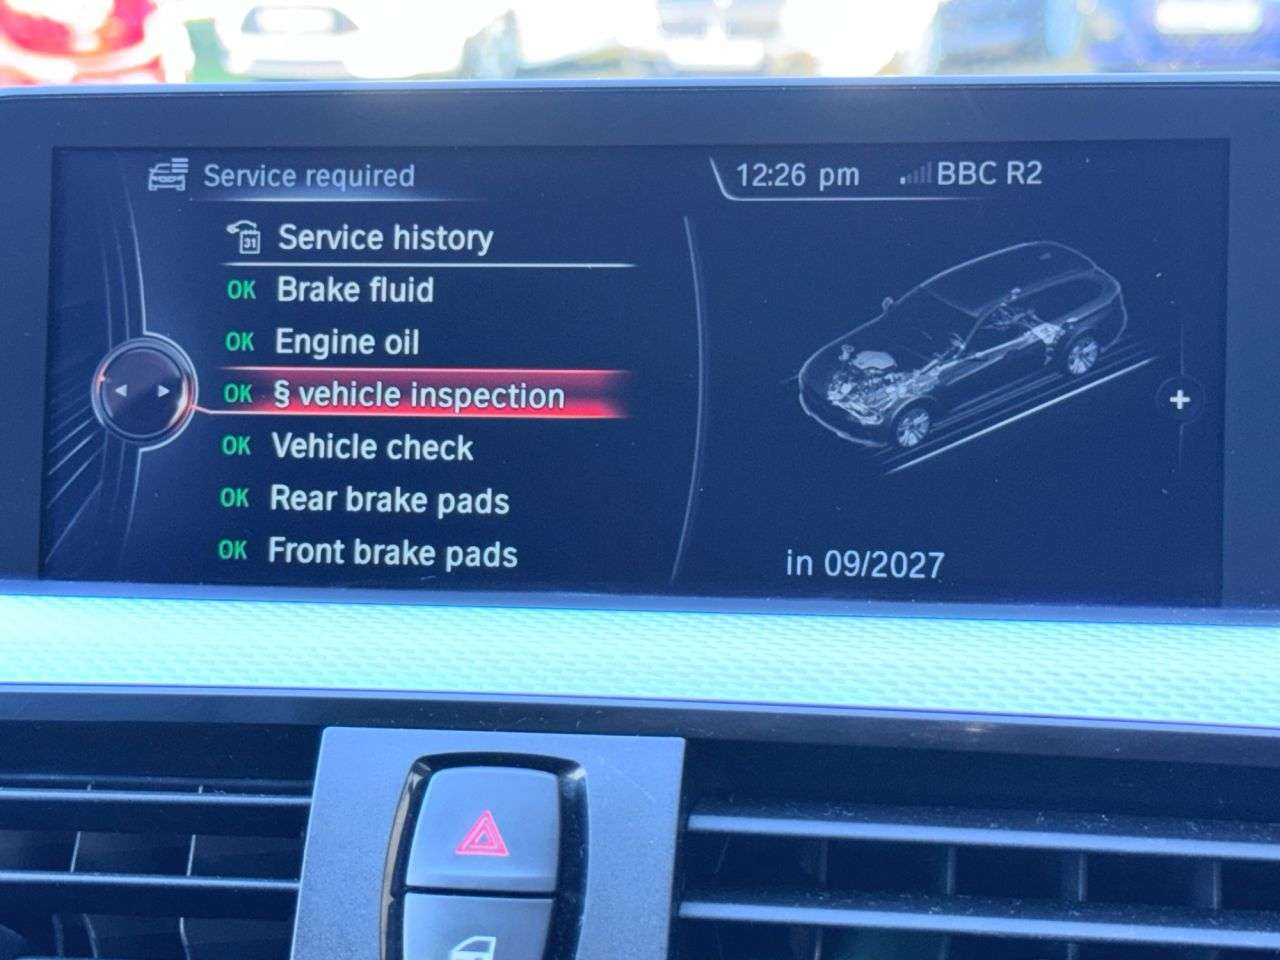 Service required
12:26 pm BBC R2
31 Service history
OK Brake fluid
OK Engine oil
OK § vehicle inspection
OK Vehicle check
OK Rear brake pads
OK Front brake pads
+
in 09/2027